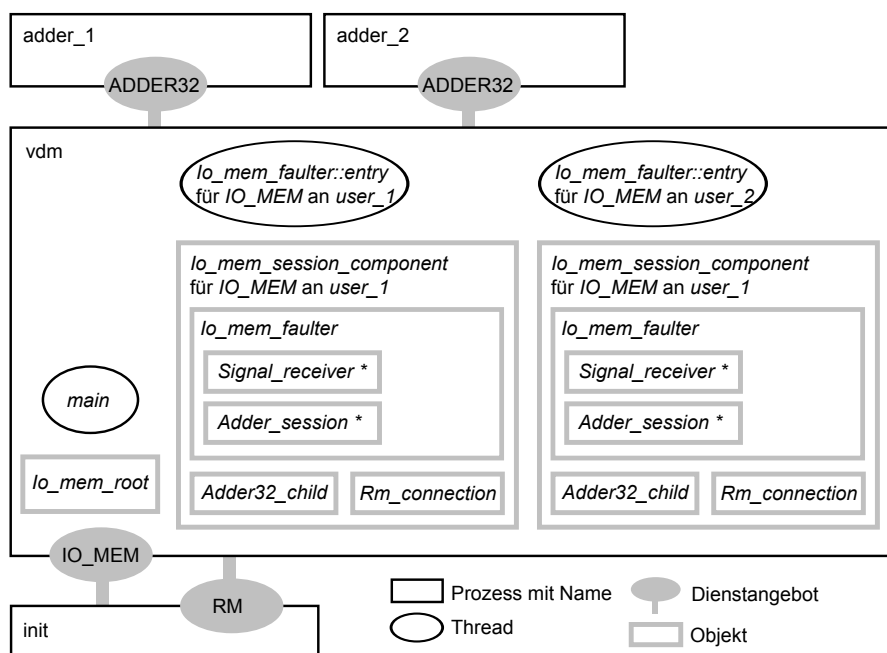 adder_1
adder_2
ADDER32
ADDER32
vdm
Io_mem_faulter::entry
für IO_MEM an user_1
Io_mem_faulter::entry
für IO_MEM an user_2
Io_mem_session_component
für IO_MEM an user_1
Io_mem_faulter
Signal_receiver *
Adder_session *
Adder32_child
Rm_connection
Io_mem_session_component
für IO_MEM an user_1
Io_mem_faulter
Signal_receiver *
Adder_session *
Adder32_child
Rm_connection
main
Io_mem_root
IO_MEM
RM
init
Prozess mit Name
Thread
Dienstangebot
Objekt